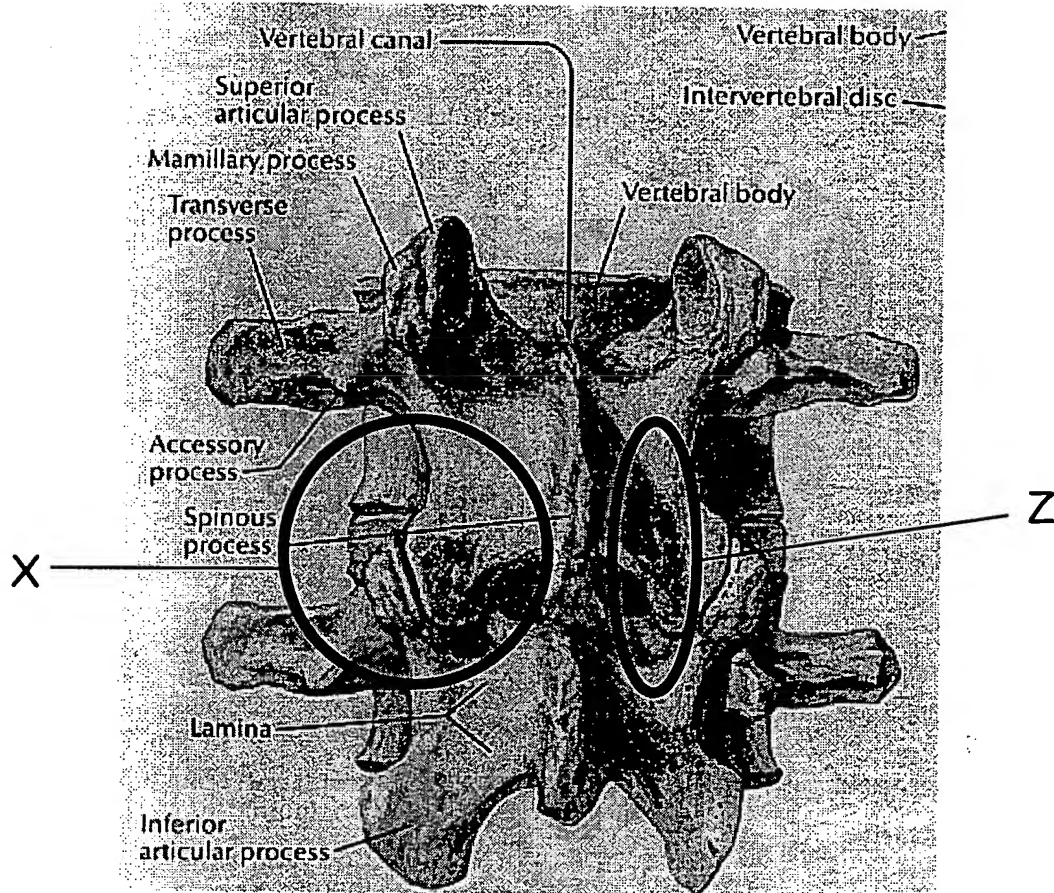 Vertebral canal
Vertebral body
Superior
articular process
Intervertebral disc
Mamillary process
Vertebral body
Transverse
process
Accessory
process
Z
Spinous
process
X
Lamina
Inferior
articular process